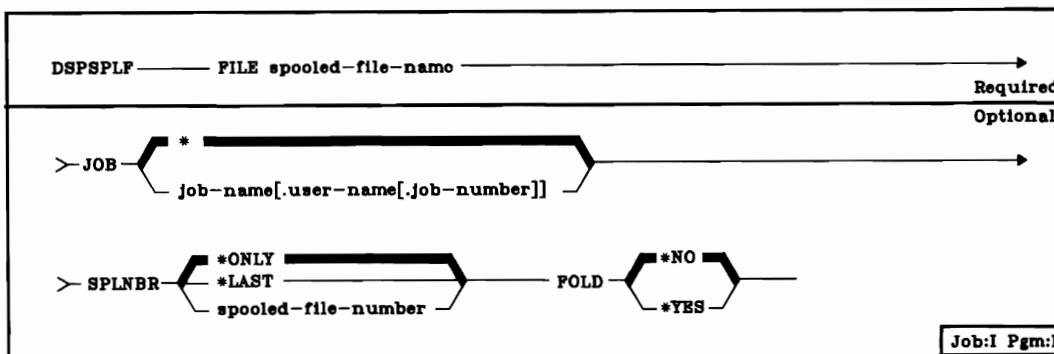 DSPSPLF FILE spooled-file-name
Required
Optional
*
JOB
job-name[.user-name[.job-number]]
*ONLY *NO
SPLNBR *LAST FOLD
spooled-file-number *YES
Job:I Pgm:I